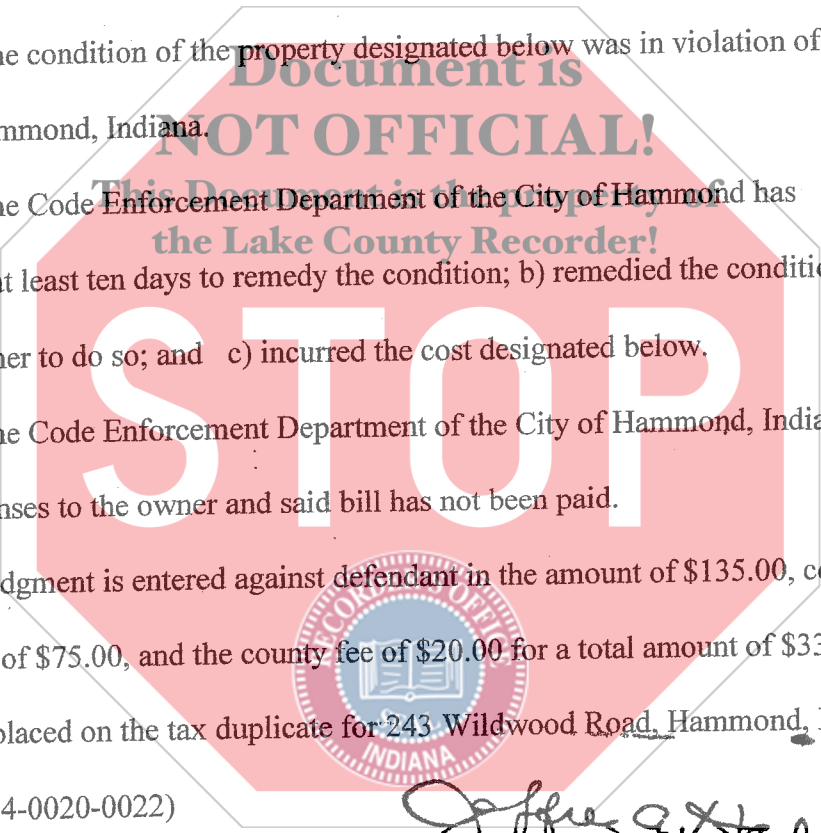 he condition of the property designated below was in violation of
Document is
mmond, Indiana.
NOT OFFICIAL!
This Document is the property of
he Code Enforcement Department of the City of Hammond has
the Lake County Recorder!
at least ten days to remedy the condition; b) remedied the conditi
ner to do so; and c) incurred the cost designated below.
STOP
he Code Enforcement Department of the City of Hammond, India
nses to the owner and said bill has not been paid.
dgment is entered against defendant in the amount of $135.00, c
RECORDER'S OFFICE
of $75.00, and the county fee of $20.00 for a total amount of $33
SEAL
placed on the tax duplicate for 243 Wildwood Road, Hammond,
INDIANA
4-0020-0022)